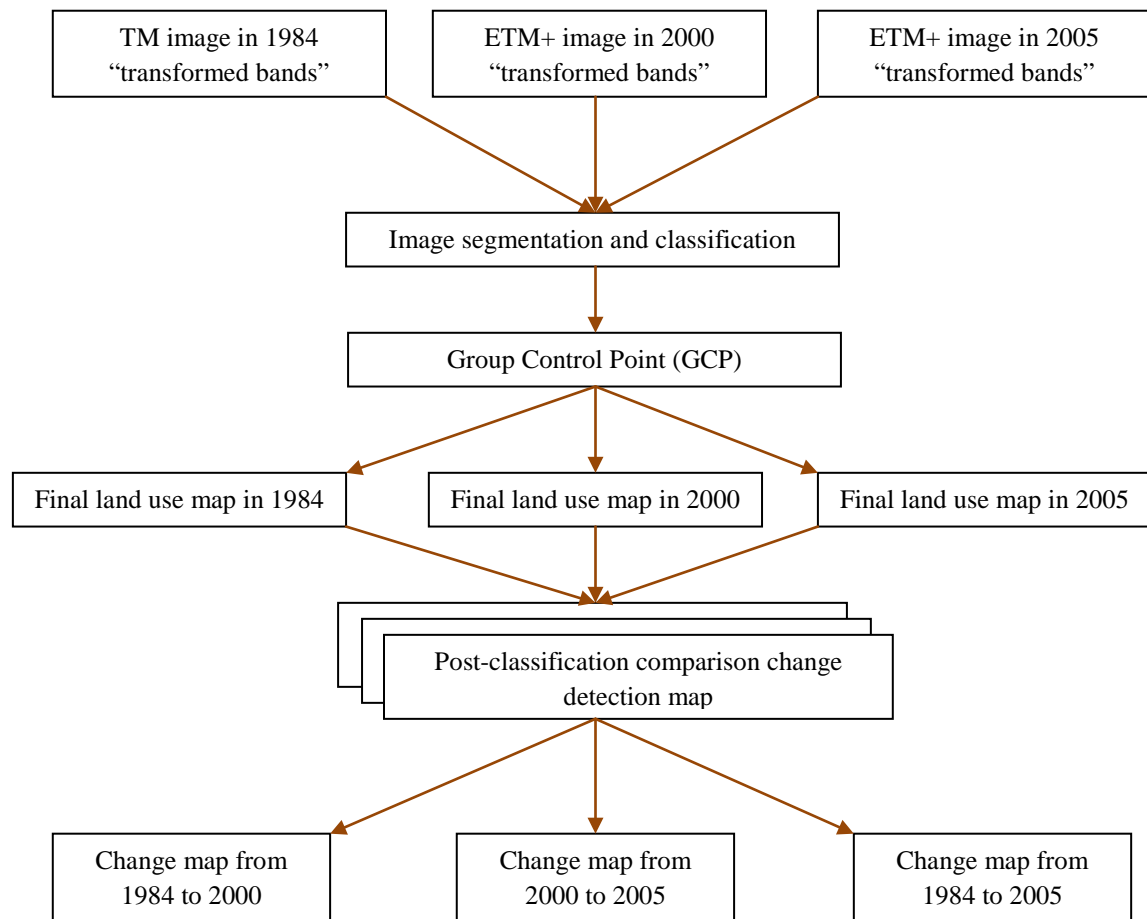 TM image in 1984
“transformed bands”
ETM+ image in 2000
“transformed bands”
ETM+ image in 2005
“transformed bands”
Image segmentation and classification
Group Control Point (GCP)
Final land use map in 1984
Final land use map in 2000
Final land use map in 2005
Post-classification comparison change
detection map
Change map from
1984 to 2000
Change map from
2000 to 2005
Change map from
1984 to 2005